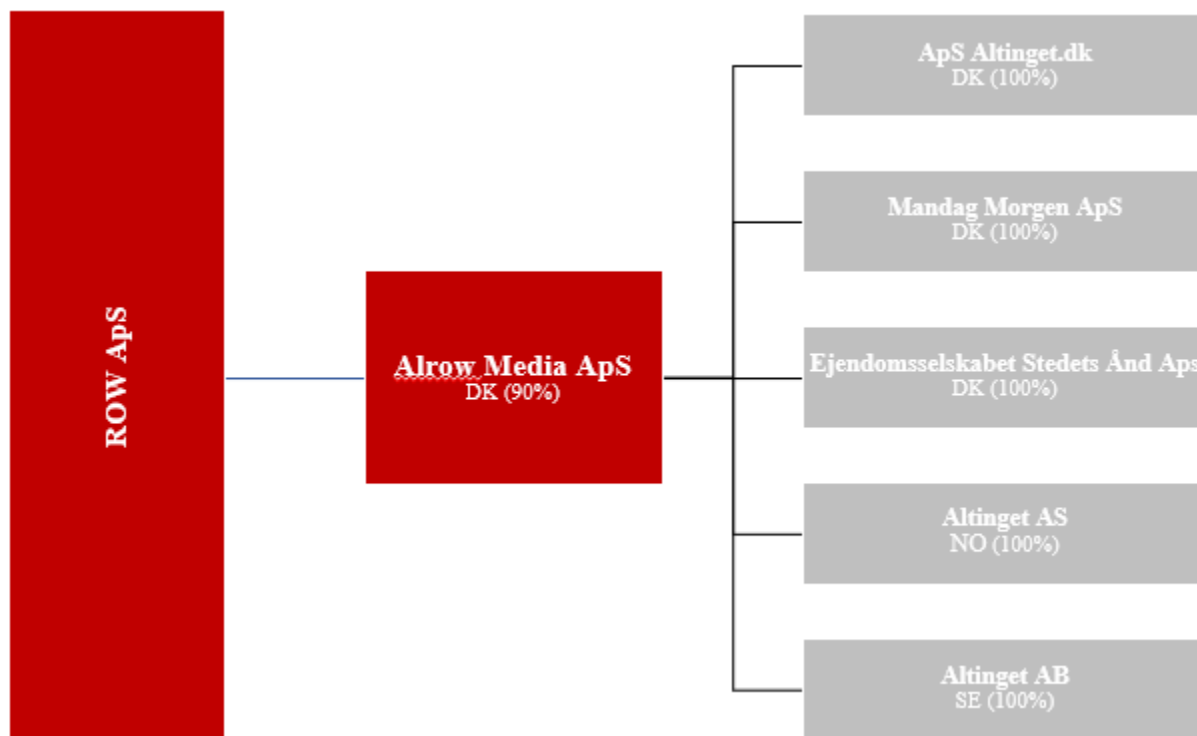 ROW ApS
Alrow Media ApS
DK (90%)
ApS Altinget.dk
DK (100%)
Mandag Morgen ApS
DK (100%)
Ejendomsselskabet Stedets Ånd Aps
DK (100%)
Altinget AS
NO (100%)
Altinget AB
SE (100%)